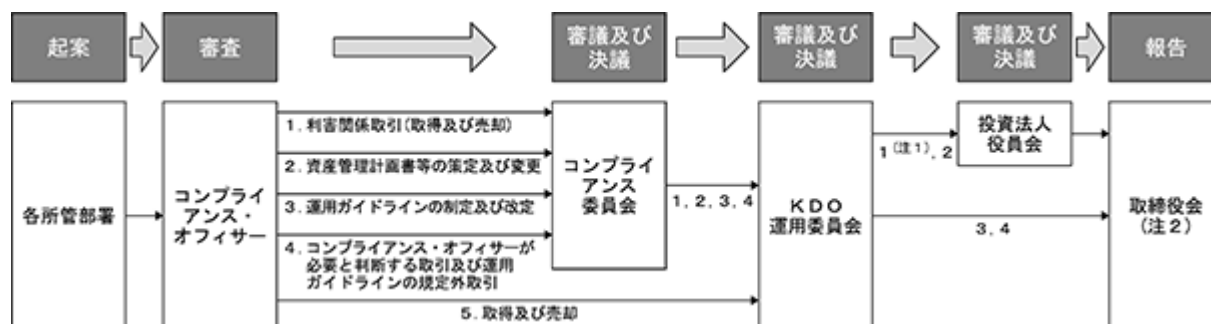 起案
審査
審議及び
決議
審議及び
決議
審議及び
決議
報告
各所管部署
コンプライ
アンス・
オフィサー
1．利害関係取引(取得及び売却)
2．資産管理計画書等の策定及び変更
3．運用ガイドラインの制定及び改定
4．コンプライアンス・オフィサーが
必要と判断する取引及び運用
ガイドラインの規定外取引
5．取得及び売却
コンプライ
アンス
委員会
1, 2, 3, 4
KDO
運用委員会
1(注1), 2
3, 4
投資法人
役員会
取締役会
(注2)